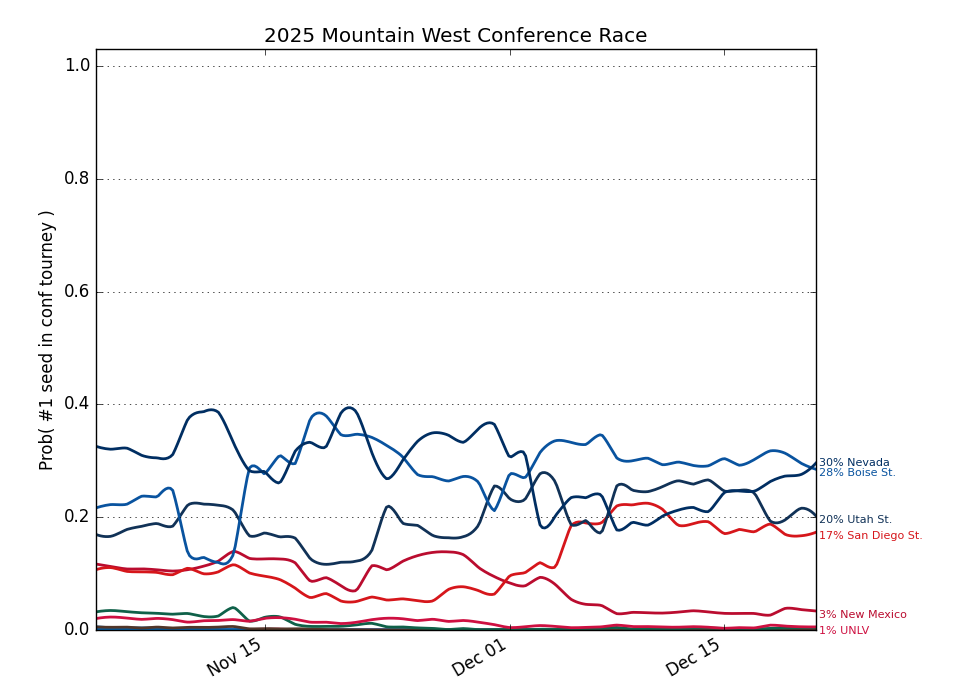 2025 Mountain West Conference Race
Prob( #1 seed in conf tourney )
1.0
0.8
0.6
0.4
0.2
0.0
Nov 15
Dec 01
Dec 15
30% Nevada
28% Boise St.
20% Utah St.
17% San Diego St.
3% New Mexico
1% UNLV